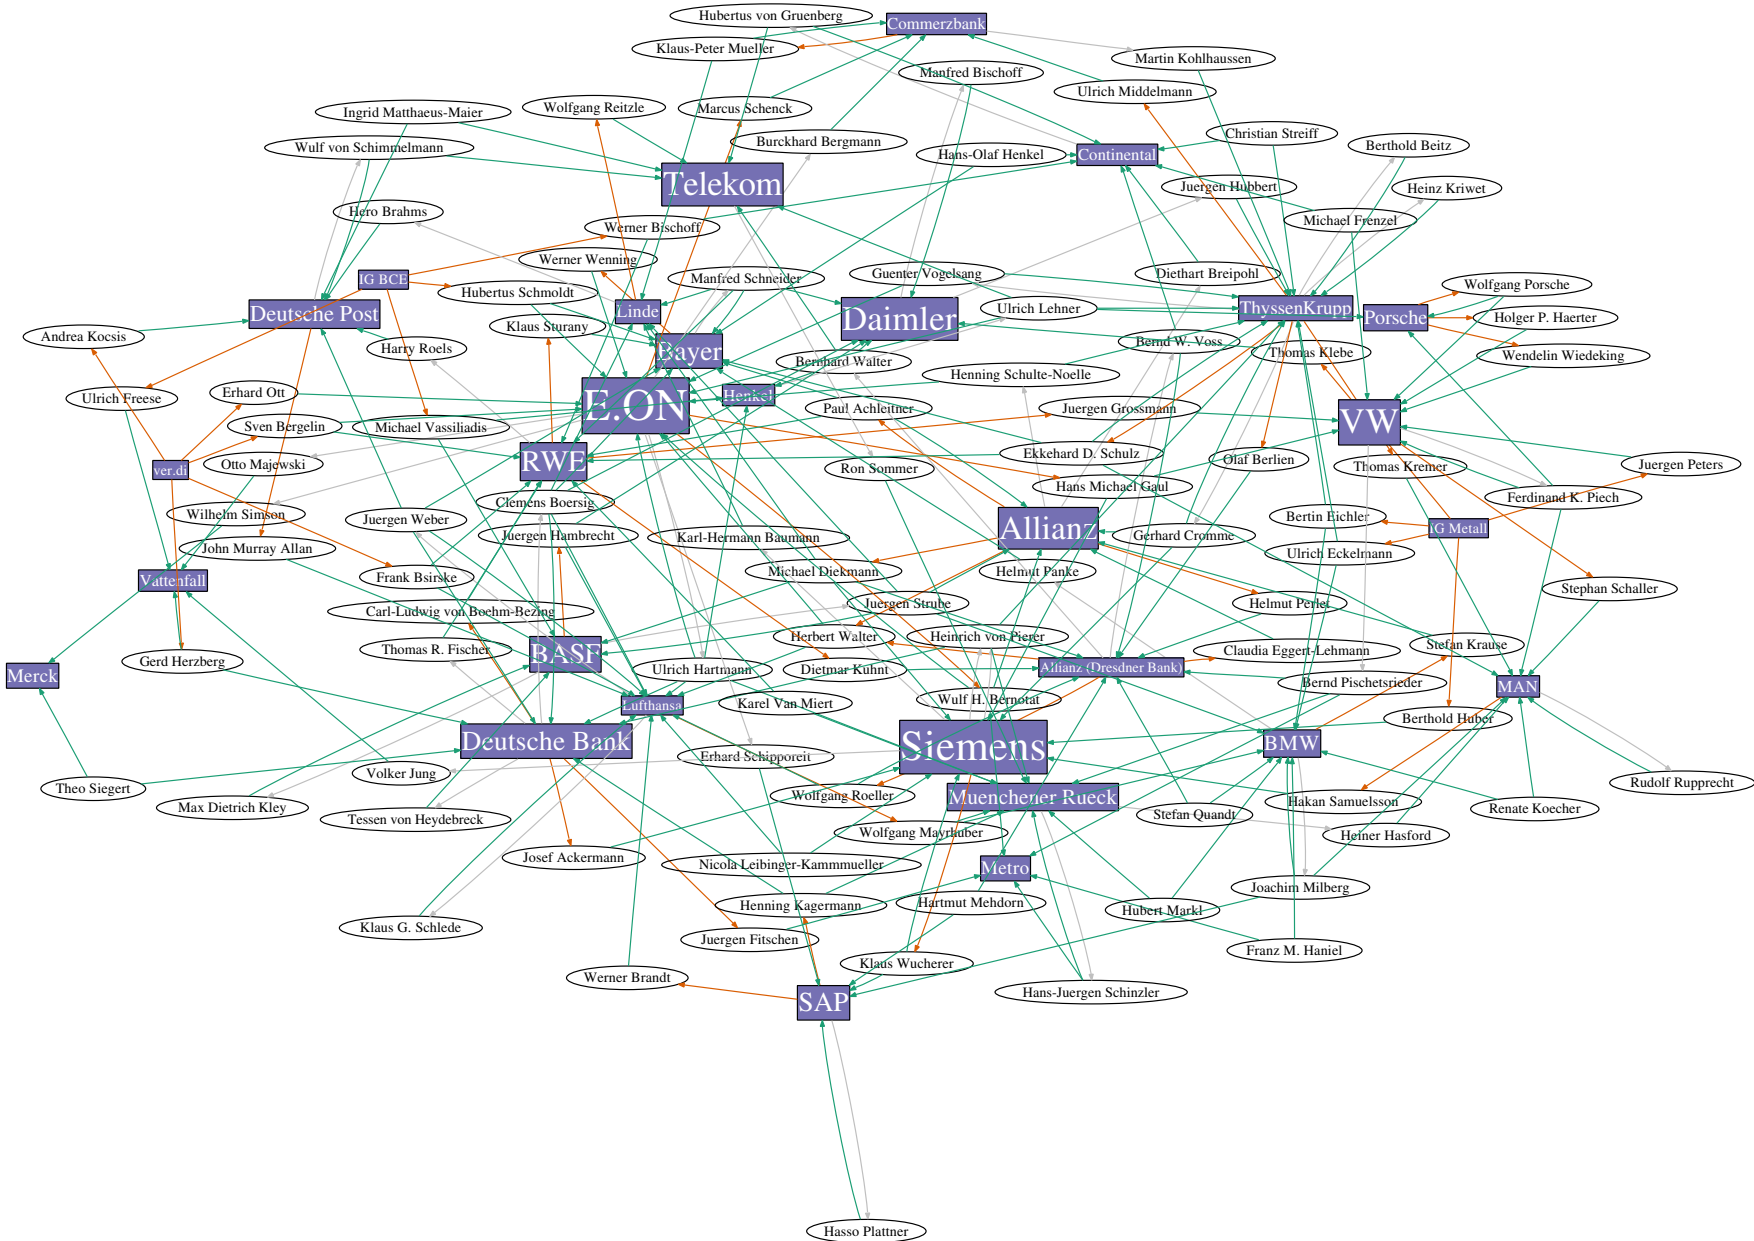 Hubertus von Gruenberg
Commerzbank
Klaus-Peter Mueller
Martin Kohlhaussen
Manfred Bischoff
Ulrich Middelmann
Wolfgang Reitzle
Marcus Schenck
Ingrid Matthaeus-Maier
Burckhard Bergmann
Christian Streiff
Wulf von Schimmelmann
Hans-Olaf Henkel
Continental
Berthold Beitz
Telekom
Juergen Hubbert
Heinz Kriwet
Hero Brahms
Michael Frenzel
Werner Bischoff
Werner Wenning
IG BCE
Manfred Schneider
Guenter Vogelsang
Diethart Breipohl
Hubertus Schmoldt
Wolfgang Porsche
Deutsche Post
Linde
Daimler
Ulrich Lehner
ThyssenKrupp
Porsche
Holger P. Haerter
Andrea Kocsis
Klaus Sturany
Harry Roels
Bayer
Bernhard Walter
Bernd W. Voss
Thomas Klebe
Wendelin Wiedeking
Henning Schulte-Noelle
Ulrich Freese
Erhard Ott
E.ON
Henkel
Paul Achleitner
Juergen Grossmann
VW
Sven Bergelin
Michael Vassiliadis
RWE
Ekkehard D. Schulz
Olaf Berlien
ver.di
Otto Majewski
Ron Sommer
Thomas Kremer
Juergen Peters
Hans Michael Gaul
Ferdinand K. Piech
Clemens Boersig
Wilhelm Simson
Juergen Weber
Allianz
Bertin Eichler
IG Metall
Juergen Hambrecht
Karl-Hermann Baumann
Gerhard Cromme
John Murray Allan
Ulrich Eckelmann
Vattenfall
Frank Bsirske
Michael Diekmann
Helmut Panke
Stephan Schaller
Carl-Ludwig von Boehm-Bezing
Juergen Strube
Helmut Perlet
Thomas R. Fischer
BASF
Herbert Walter
Heinrich von Pierer
Stefan Krause
Gerd Herzberg
Claudia Eggert-Lehmann
Merck
Ulrich Hartmann
Dietmar Kuhnt
Allianz (Dresdner Bank)
Bernd Pischetsrieder
MAN
Lufthansa
Karel Van Miert
Wulf H. Bernotat
Berthold Huber
Deutsche Bank
Siemens
BMW
Erhard Schipporeit
Volker Jung
Theo Siegert
Rudolf Rupprecht
Max Dietrich Kley
Wolfgang Roeller
Muenchener Rueck
Hakan Samuelsson
Renate Koecher
Tessen von Heydebreck
Stefan Quandt
Wolfgang Mayrhuber
Heiner Hasford
Josef Ackermann
Nicola Leibinger-Kammmueller
Metro
Joachim Milberg
Henning Kagermann
Hartmut Mehdorn
Hubert Markl
Klaus G. Schlede
Juergen Fitschen
Franz M. Haniel
Klaus Wucherer
Werner Brandt
Hans-Juergen Schinzler
SAP
Hasso Plattner